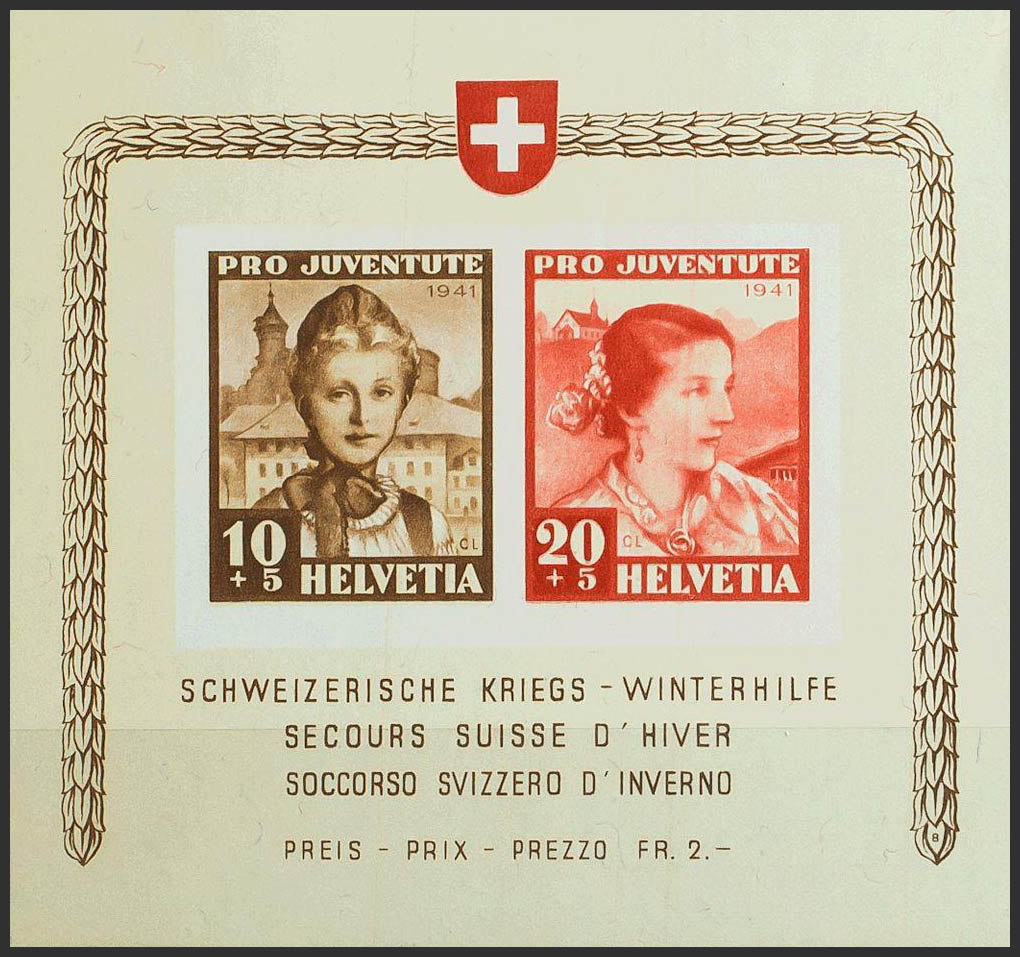 PRO JUVENTUTE
1941
CL
10
+ 5
HELVETIA
PRO JUVENTUTE
1941
CL
20
+ 5
HELVETIA
SCHWEIZERISCHE KRIEGS - WINTERHILFE
SECOURS SUISSE D'HIVER
SOCCORSO SVIZZERO D'INVERNO
PREIS - PRIX - PREZZO FR. 2.—
8